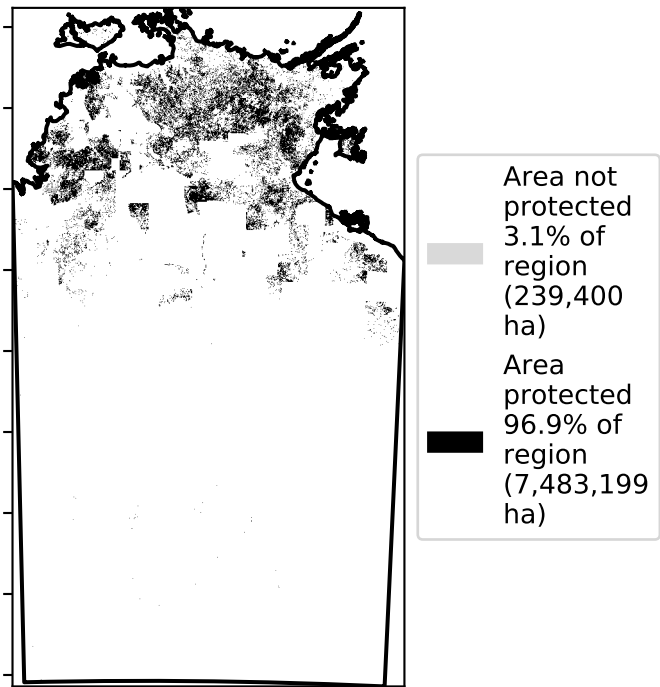 Area not
protected
3.1% of
region
(239,400
ha)
Area
protected
96.9% of
region
(7,483,199
ha)